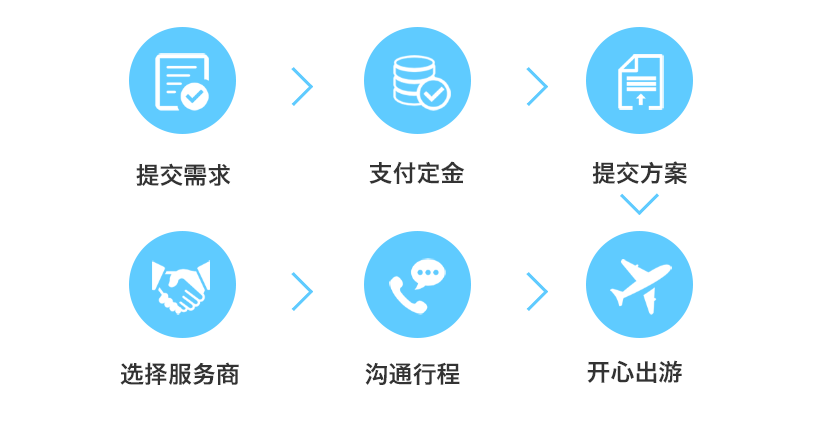 提交需求
支付定金
提交方案
选择服务商
沟通行程
开心出游